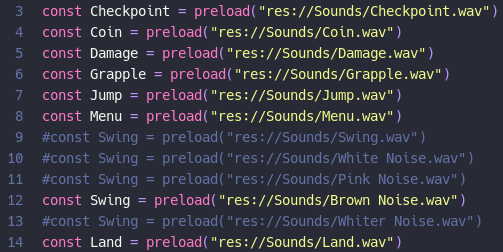 3 const Checkpoint = preload("res://Sounds/Checkpoint.wav")
4 const Coin = preload("res://Sounds/Coin.wav")
5 const Damage = preload("res://Sounds/Damage.wav")
6 const Grapple = preload("res://Sounds/Grapple.wav")
7 const Jump = preload("res://Sounds/Jump.wav")
8 const Menu = preload("res://Sounds/Menu.wav")
9 #const Swing = preload("res://Sounds/Swing.wav")
10 #const Swing = preload("res://Sounds/White Noise.wav")
11 #const Swing = preload("res://Sounds/Pink Noise.wav")
12 const Swing = preload("res://Sounds/Brown Noise.wav")
13 #const Swing = preload("res://Sounds/Whiter Noise.wav")
14 const Land = preload("res://Sounds/Land.wav")